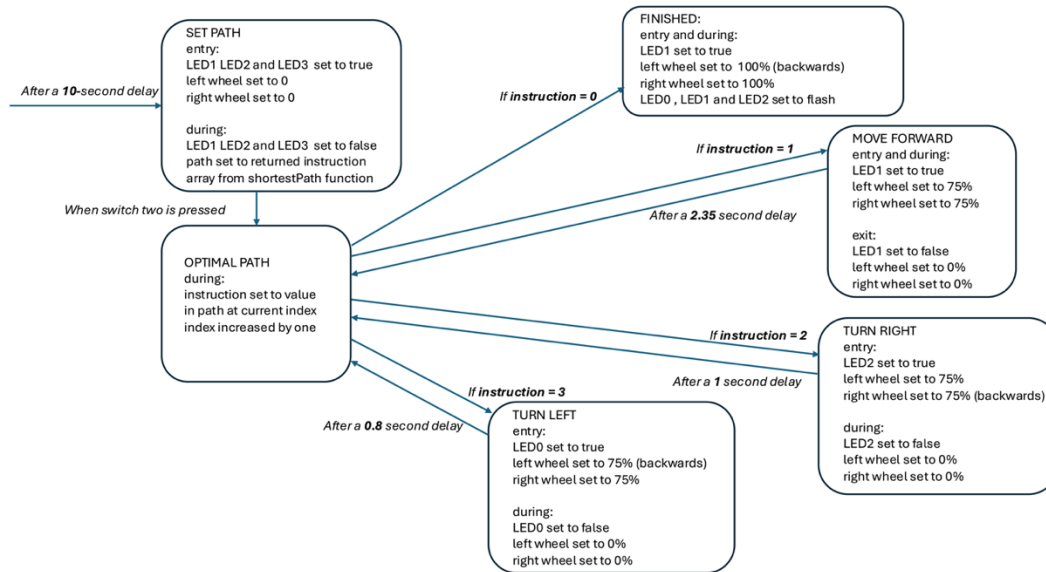 SET PATH
entry:
LED1 LED2 and LED3 set to true
left wheel set to 0
right wheel set to 0
during:
LED1 LED2 and LED3 set to false
path set to returned instruction
array from shortestPath function
After a 10-second delay
When switch two is pressed
OPTIMAL PATH
during:
instruction set to value
in path at current index
index increased by one
If instruction = 0
FINISHED:
entry and during:
LED1 set to true
left wheel set to 100% (backwards)
right wheel set to 100%
LED0 , LED1 and LED2 set to flash
If instruction = 1
After a 2.35 second delay
MOVE FORWARD
entry and during:
LED1 set to true
left wheel set to 75%
right wheel set to 75%
exit:
LED1 set to false
left wheel set to 0%
right wheel set to 0%
If instruction = 2
After a 1 second delay
TURN RIGHT
entry:
LED2 set to true
left wheel set to 75%
right wheel set to 75% (backwards)
during:
LED2 set to false
left wheel set to 0%
right wheel set to 0%
If instruction = 3
After a 0.8 second delay
TURN LEFT
entry:
LED0 set to true
left wheel set to 75% (backwards)
right wheel set to 75%
during:
LED0 set to false
left wheel set to 0%
right wheel set to 0%